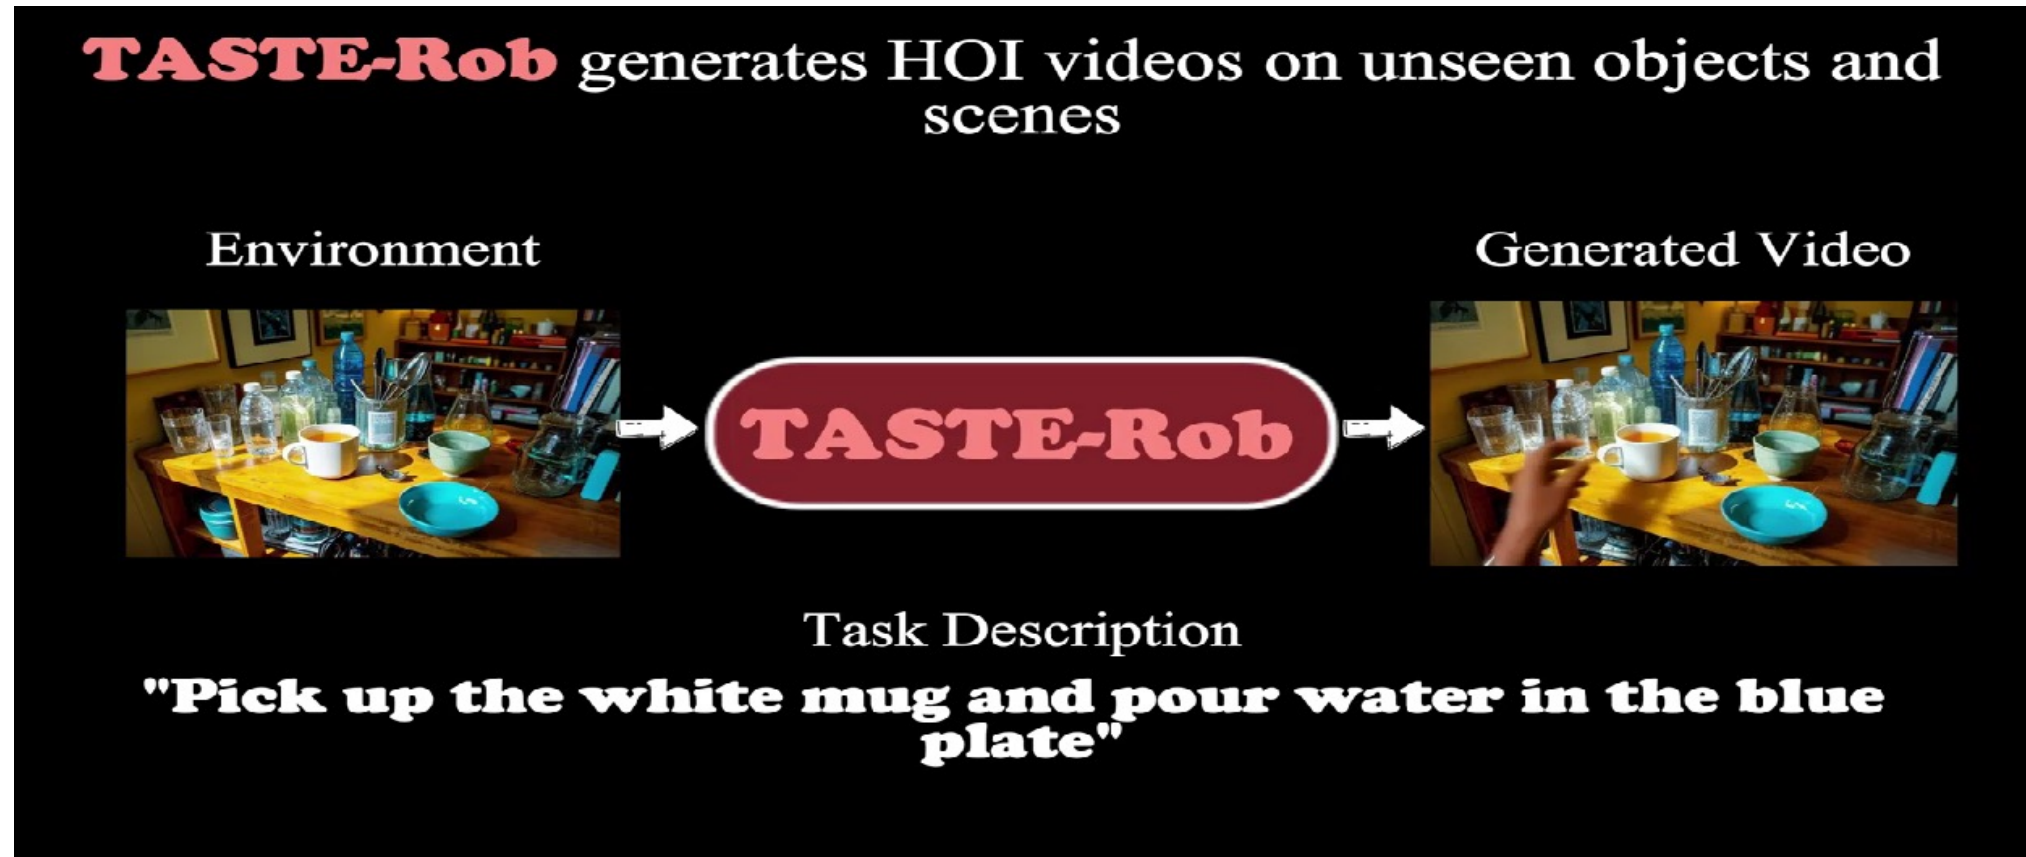 TASTE-Rob generates HOI videos on unseen objects and
scenes
Environment
Generated Video
TASTE-Rob
Task Description
"Pick up the white mug and pour water in the blue
plate"